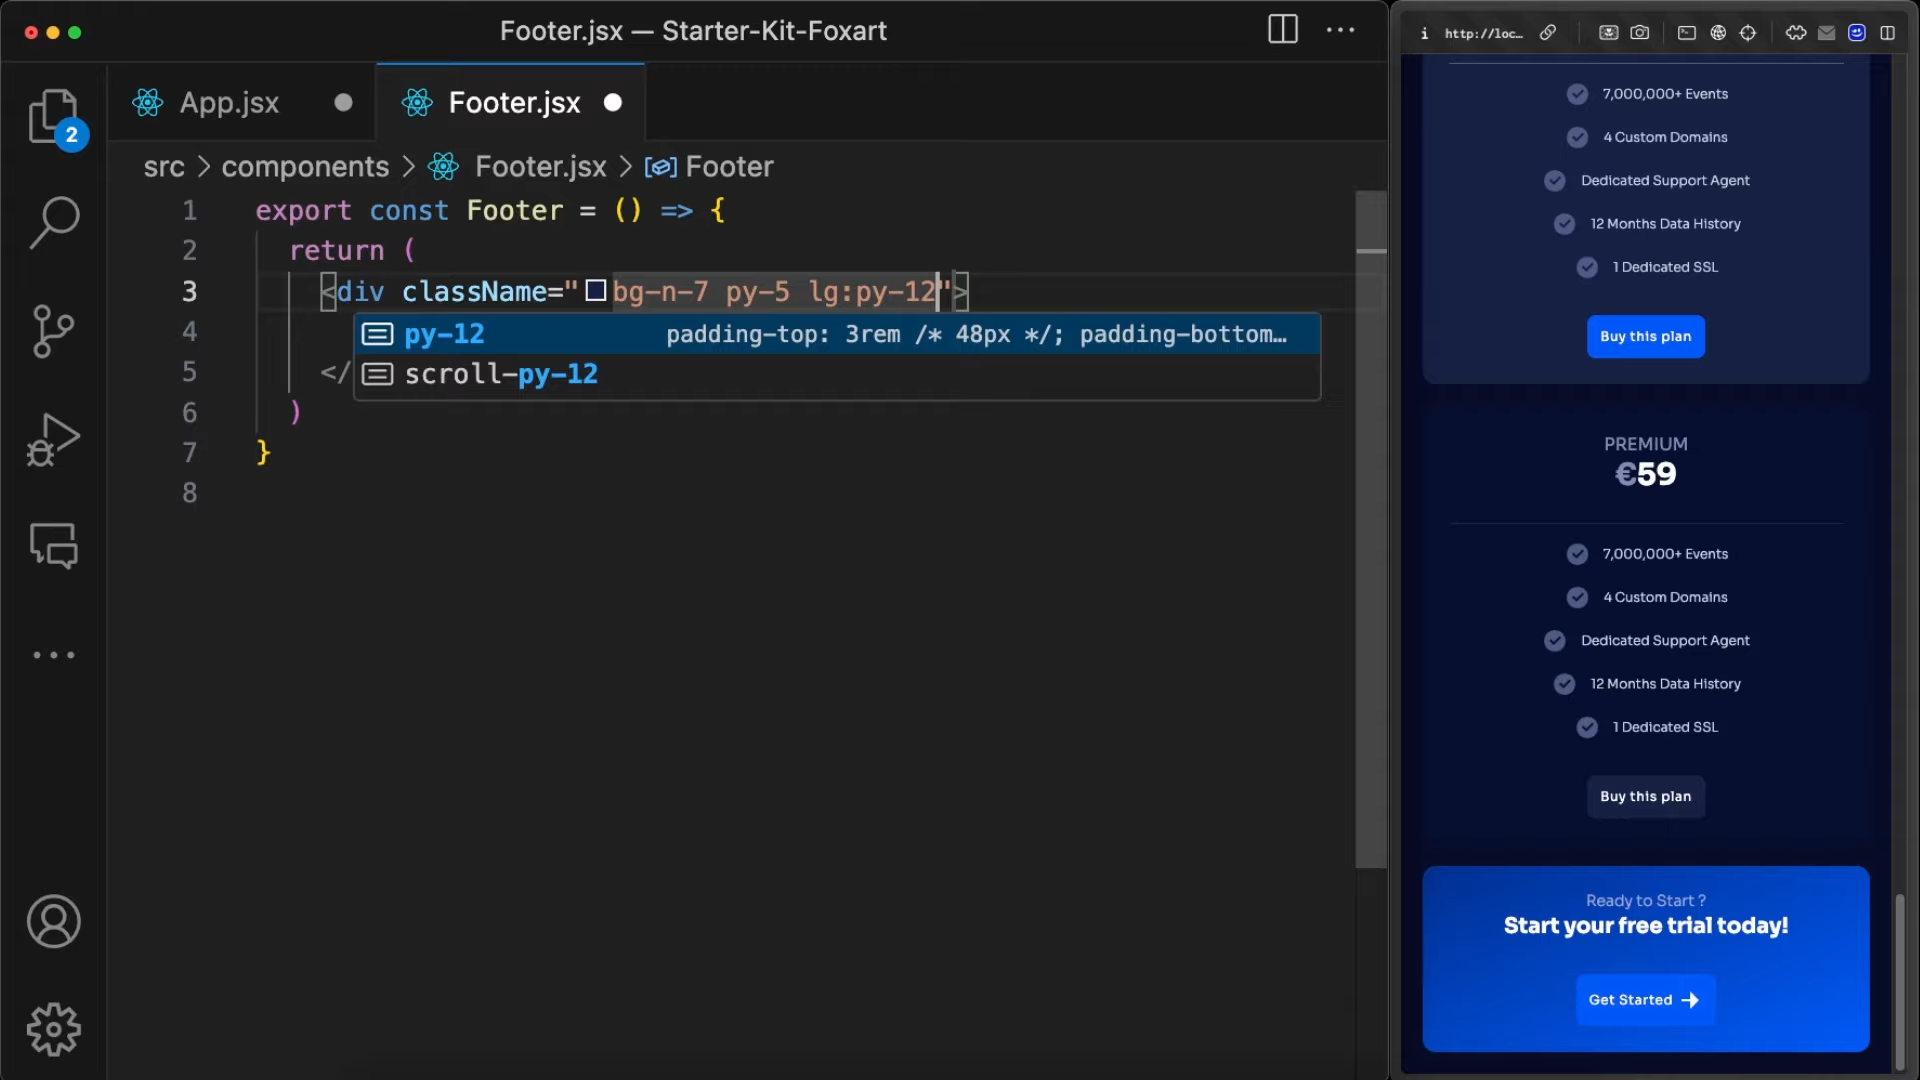 Footer.jsx — Starter-Kit-Foxart
App.jsx
Footer.jsx
2
src > components > Footer.jsx > Footer
1 export const Footer = () => {
2 return (
3 <div className="bg-n-7 py-5 lg:py-12">
4
py-12 padding-top: 3rem /* 48px */; padding-bottom…
5 </
scroll-py-12
6 )
7 }
8
http://loc…
7,000,000+ Events
4 Custom Domains
Dedicated Support Agent
12 Months Data History
1 Dedicated SSL
Buy this plan
PREMIUM
€59
7,000,000+ Events
4 Custom Domains
Dedicated Support Agent
12 Months Data History
1 Dedicated SSL
Buy this plan
Ready to Start ?
Start your free trial today!
Get Started